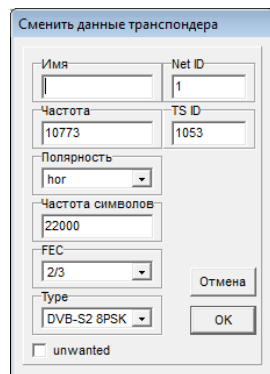 Сменить данные транспондера
Имя
Net ID
1
Частота
TS ID
10773
1053
Полярность
hor
Частота символов
22000
FEC
2/3
Отмена
Type
DVB-S2 8PSK
OK
unwanted